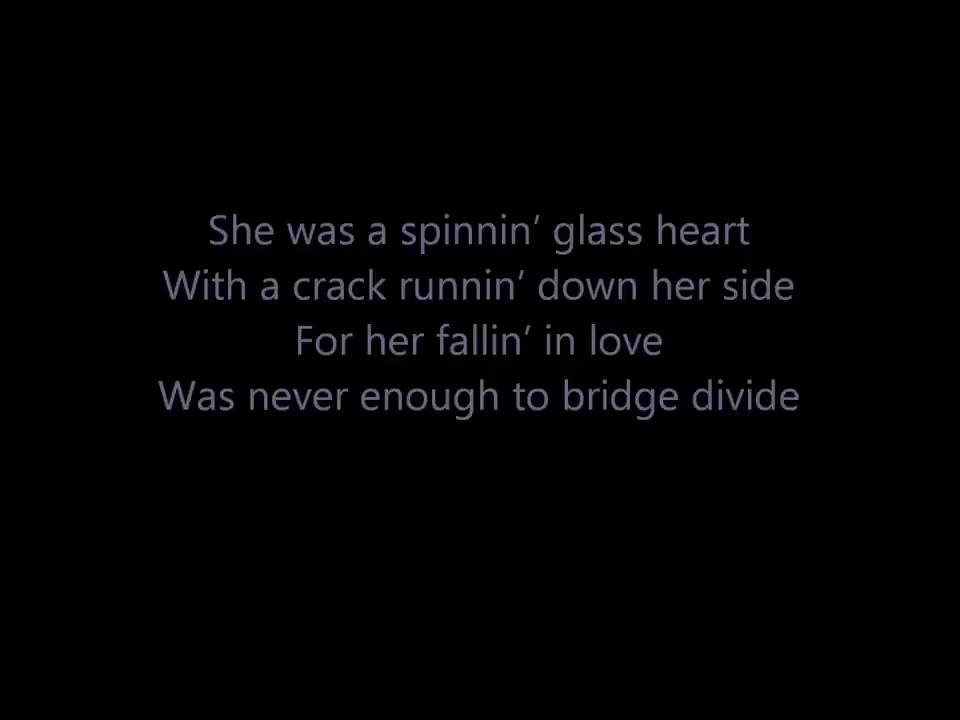 She was a spinnin’ glass heart
With a crack runnin’ down her side
For her fallin’ in love
Was never enough to bridge divide